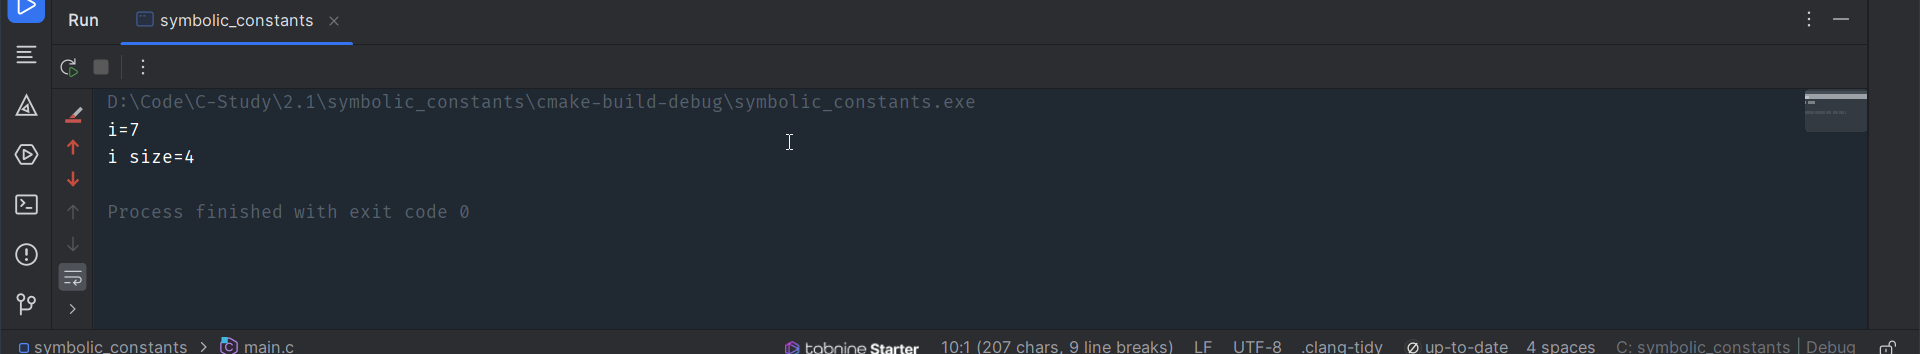 Run symbolic_constants
D:\Code\C-Study\2.1\symbolic_constants\cmake-build-debug\symbolic_constants.exe
i=7
i size=4
Process finished with exit code 0
symbolic_constants > main.c tabnine Starter 10:1 (207 chars, 9 line breaks) LF UTF-8 .clang-tidy up-to-date 4 spaces C: symbolic_constants | Debug